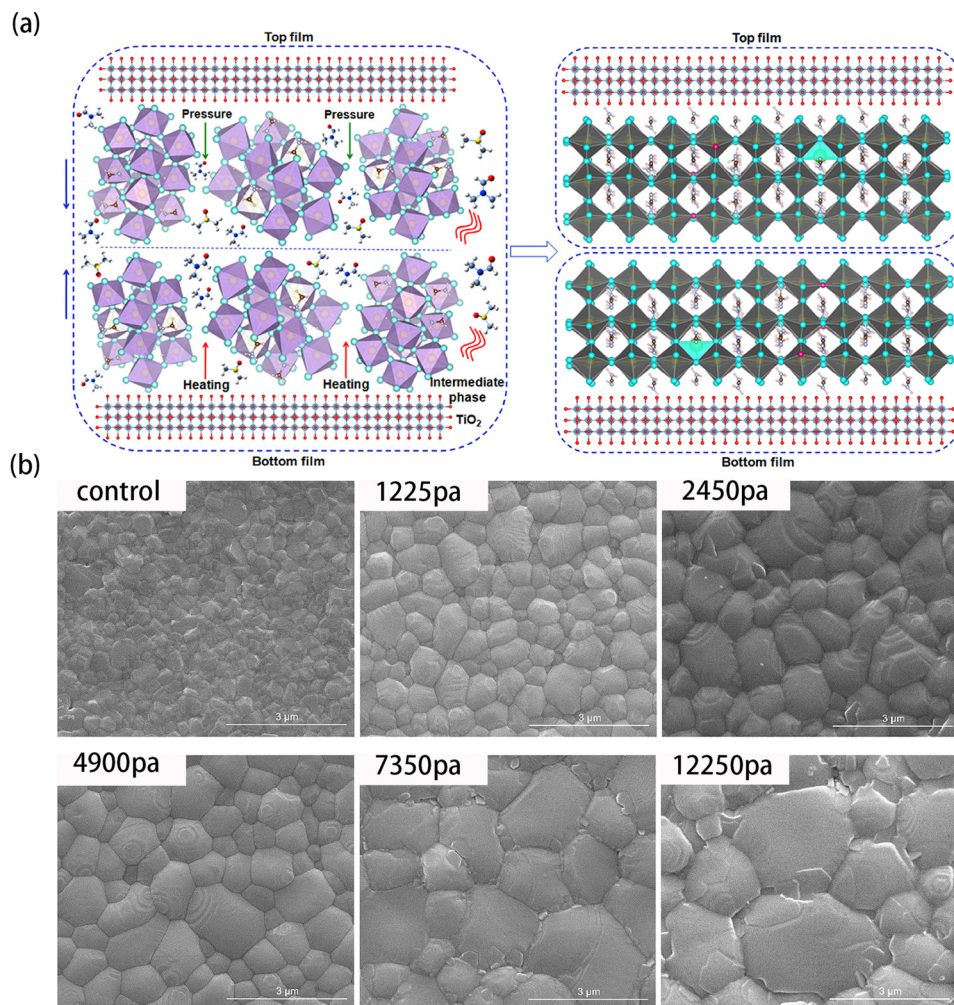 (a)
Top film
Top film
Pressure
Pressure
Heating
Heating
Intermediate
phase
TiO₂
Bottom film
Bottom film
(b)
control
1225pa
2450pa
3 μm
3 μm
3 μm
4900pa
7350pa
12250pa
3 μm
3 μm
3 μm